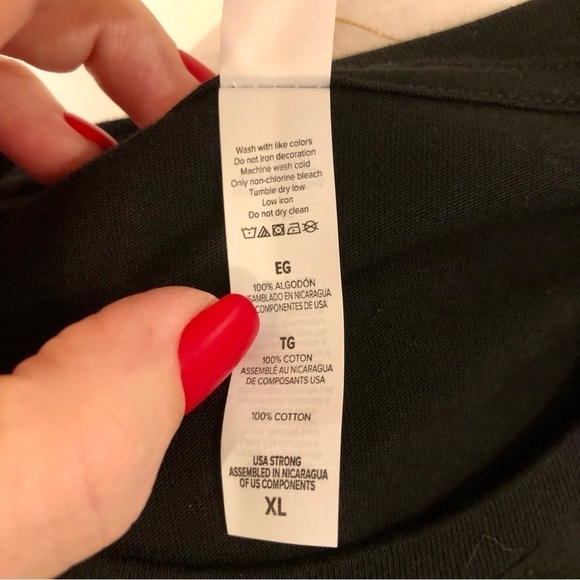 Wash with like colors
Do not iron decoration
Machine wash cold
Only non-chlorine bleach
Tumble dry low
Low iron
Do not dry clean
EG
100% ALGODÓN
SAMBLADO EN NICARAGUA
COMPONENTES DE USA
TG
100% COTON
ASSEMBLÉ AU NICARAGUA
DE COMPOSANTS USA
100% COTTON
USA STRONG
ASSEMBLED IN NICARAGUA
OF US COMPONENTS
XL